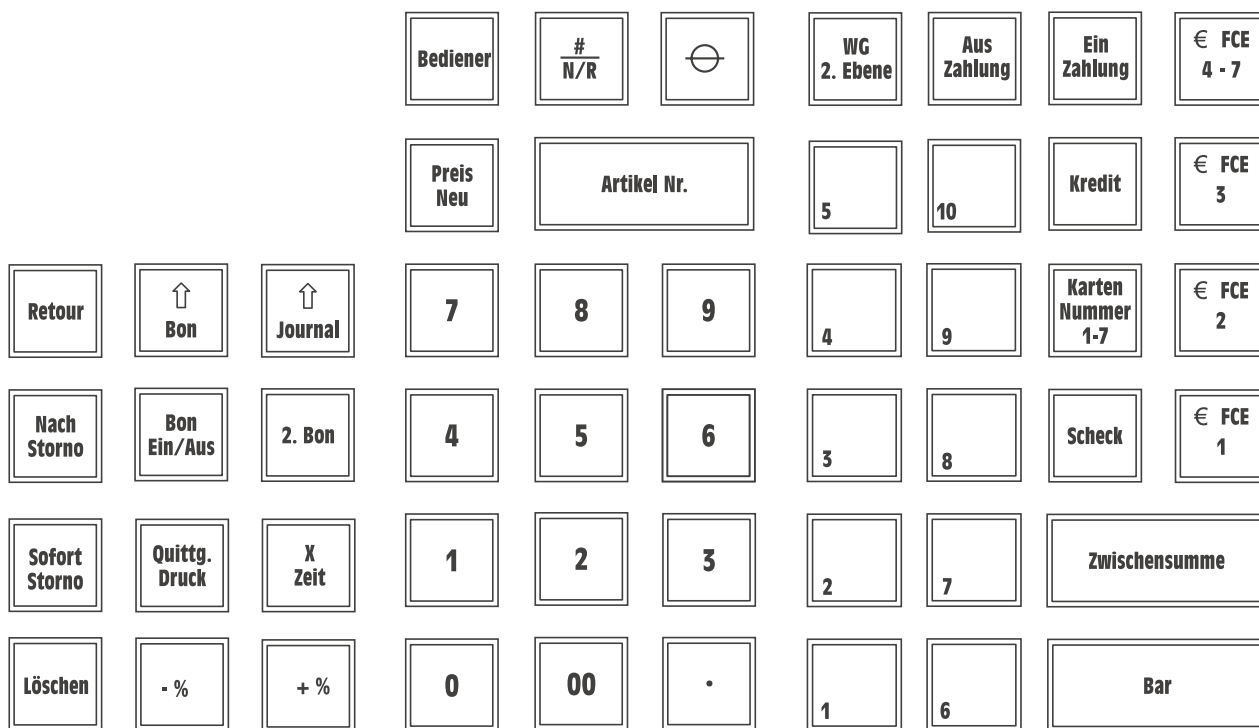 Bediener
#
N/R
WG
2. Ebene
Aus
Zahlung
Ein
Zahlung
€ FCE
4 - 7
Preis
Neu
Artikel Nr.
5
10
Kredit
€ FCE
3
Retour
⇧
Bon
⇧
Journal
7
8
9
4
9
Karten
Nummer
1-7
€ FCE
2
Nach
Storno
Bon
Ein/Aus
2. Bon
4
5
6
3
8
Scheck
€ FCE
1
Sofort
Storno
Quittg.
Druck
X
Zeit
1
2
3
2
7
Zwischensumme
Löschen
- %
+ %
0
00
.
1
6
Bar